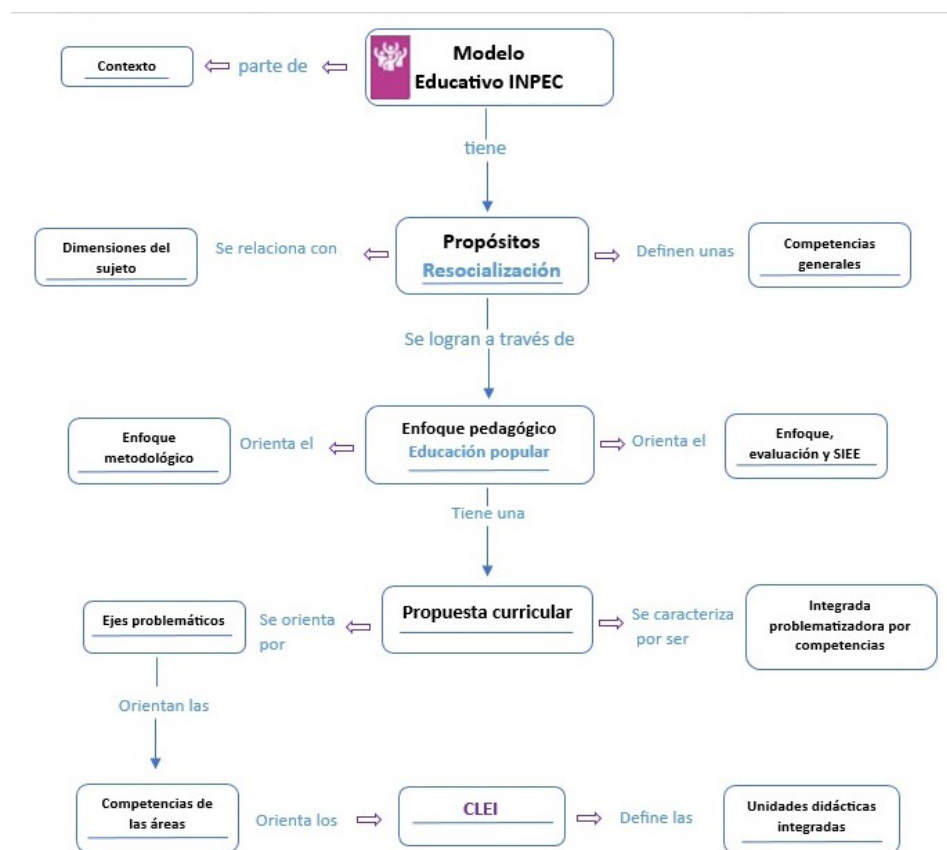 Modelo
Educativo INPEC
parte de
Contexto
tiene
Propósitos
Resocialización
Se relaciona con
Dimensiones del
sujeto
Definen unas
Competencias
generales
Se logran a través de
Enfoque pedagógico
Educación popular
Orienta el
Enfoque
metodológico
Orienta el
Enfoque,
evaluación y SIEE
Tiene una
Propuesta curricular
Se orienta
por
Ejes problemáticos
Se caracteriza
por ser
Integrada
problematizadora por
competencias
Orientan las
Competencias de
las áreas
Orienta los
CLEI
Define las
Unidades didácticas
integradas